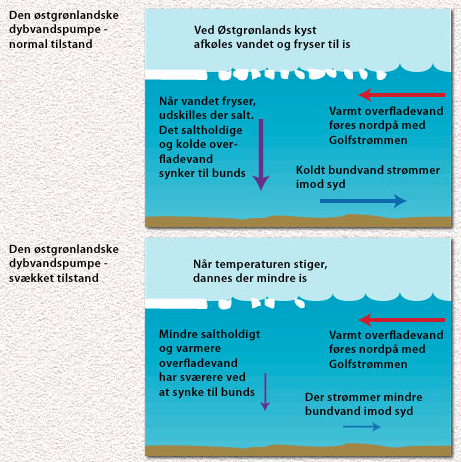 Den østgrønlandske
dybvandspumpe -
normal tilstand
Ved Østgrønlands kyst
afkøles vandet og fryser til is
Når vandet fryser,
udskilles der salt.
Det saltholdige
og kolde over-
fladevand
synker til bunds
Varmt overfladevand
føres nordpå med
Golfstrømmen
Koldt bundvand strømmer
imod syd
Den østgrønlandske
dybvandspumpe -
svækket tilstand
Når temperaturen stiger,
dannes der mindre is
Mindre saltholdigt
og varmere
overfladevand
har sværere ved
at synke til bunds
Varmt overfladevand
føres nordpå med
Golfstrømmen
Der strømmer mindre
bundvand imod syd